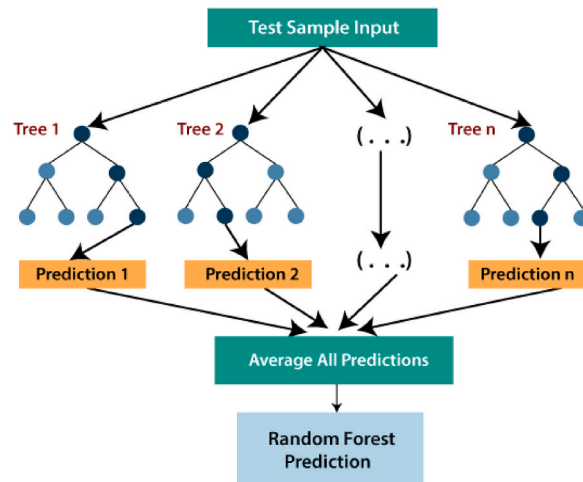 Test Sample Input
Tree 1
Tree 2
(. . .)
Tree n
(. . .)
Prediction 1
Prediction 2
Prediction n
Average All Predictions
Random Forest
Prediction